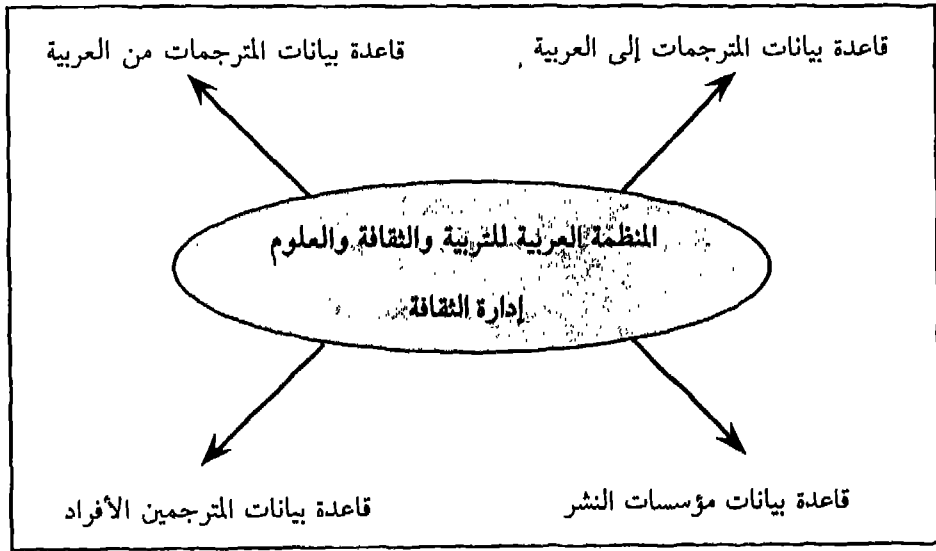 قاعدة بيانات المترجمات إلى العربية
قاعدة بيانات المترجمات من العربية
المنظمة العربية للتربية والثقافة والعلوم
إدارة الثقافة
قاعدة بيانات مؤسسات النشر
قاعدة بيانات المترجمين الأفراد